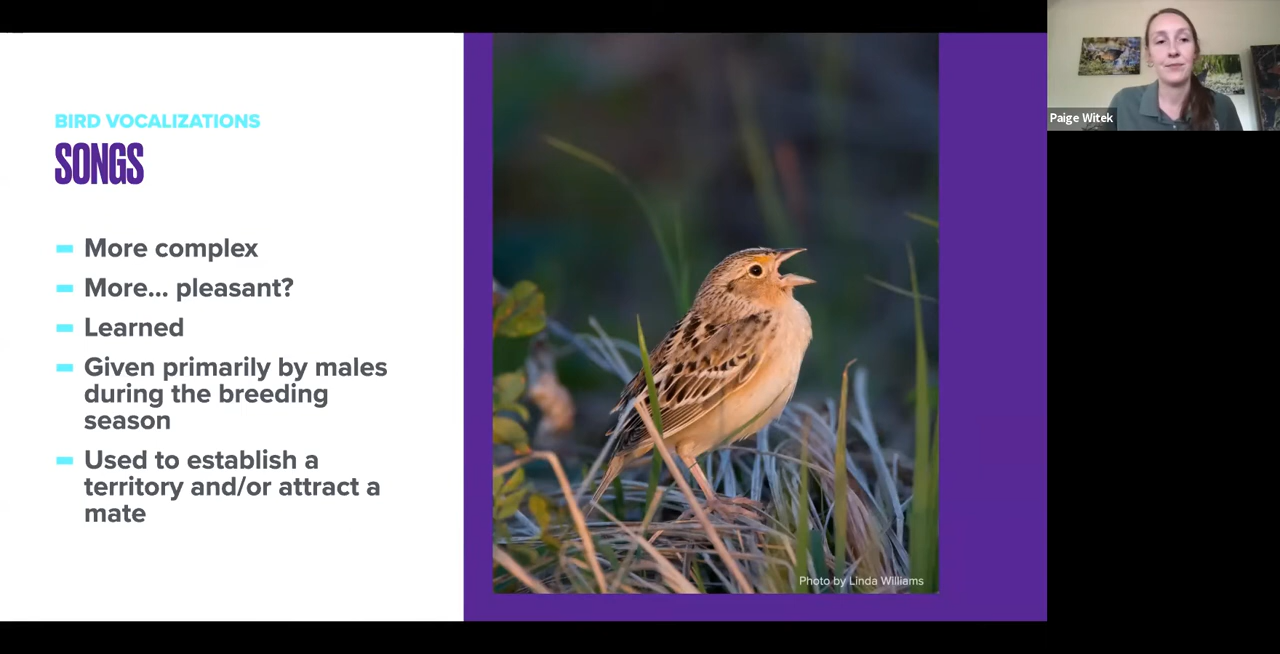 BIRD VOCALIZATIONS
SONGS
More complex
More... pleasant?
Learned
Given primarily by males
during the breeding
season
Used to establish a
territory and/or attract a
mate
Photo by Linda Williams
Paige Witek